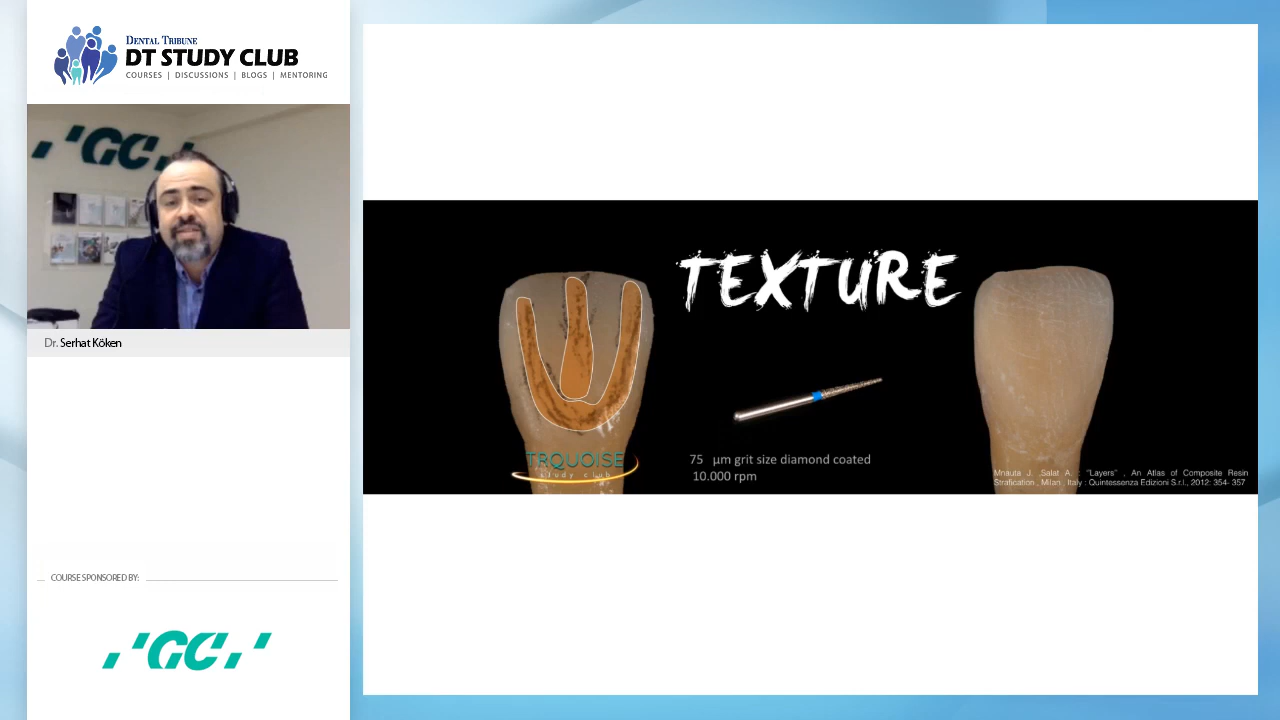 DENTAL TRIBUNE
DT STUDY CLUB
COURSES | DISCUSSIONS | BLOGS | MENTORING
GC
Dr. Serhat Köken
COURSE SPONSORED BY:
GC
TEXTURE
75 µm grit size diamond coated
10.000 rpm
TRQUOISE
study club
Mnauta J, Salat A. : "Layers" , An Atlas of Composite Resin
Strafication , Milan , Italy : Quintessenza Edizioni S.r.l., 2012: 354- 357